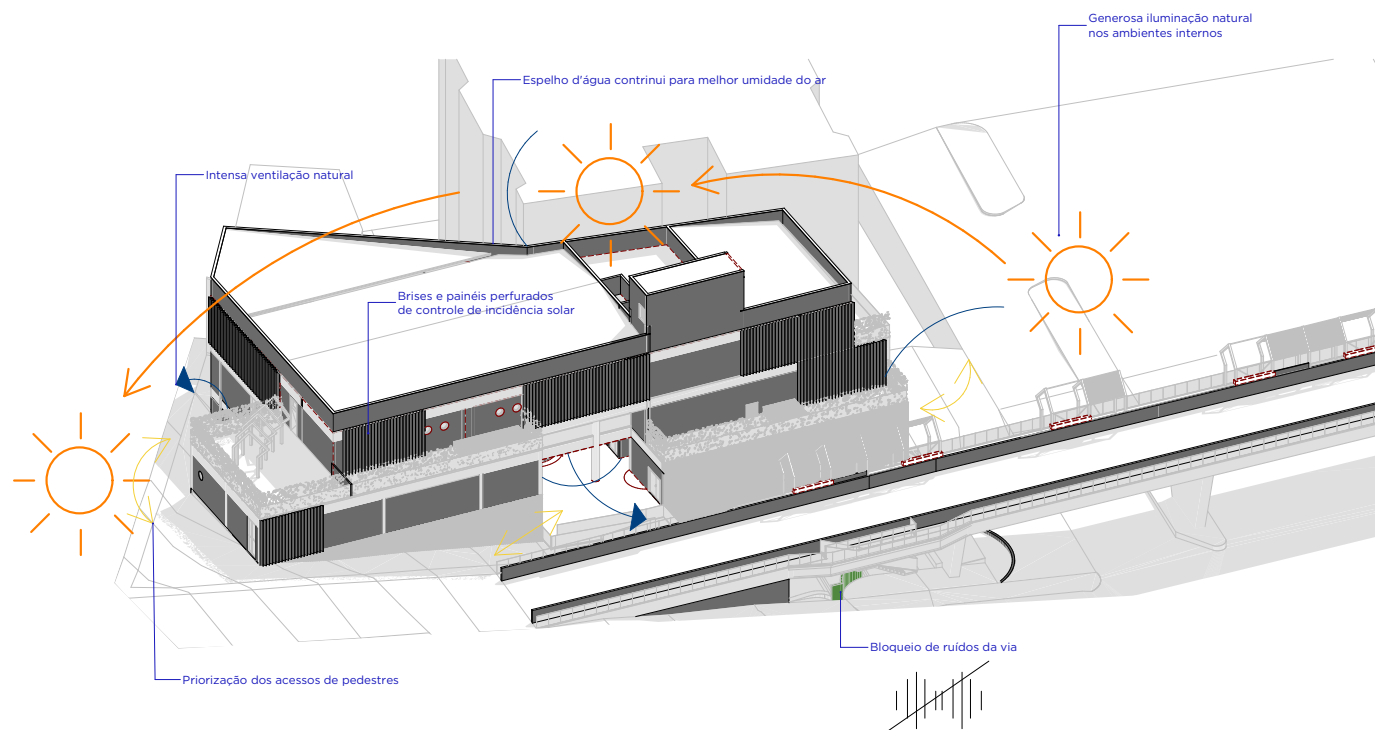 Generosa iluminação natural
nos ambientes internos
Espelho d'água continui para melhor umidade do ar
Intensa ventilação natural
Brises e painéis perfurados
de controle de incidência solar
Bloqueio de ruídos da via
Priorização dos acessos de pedestres